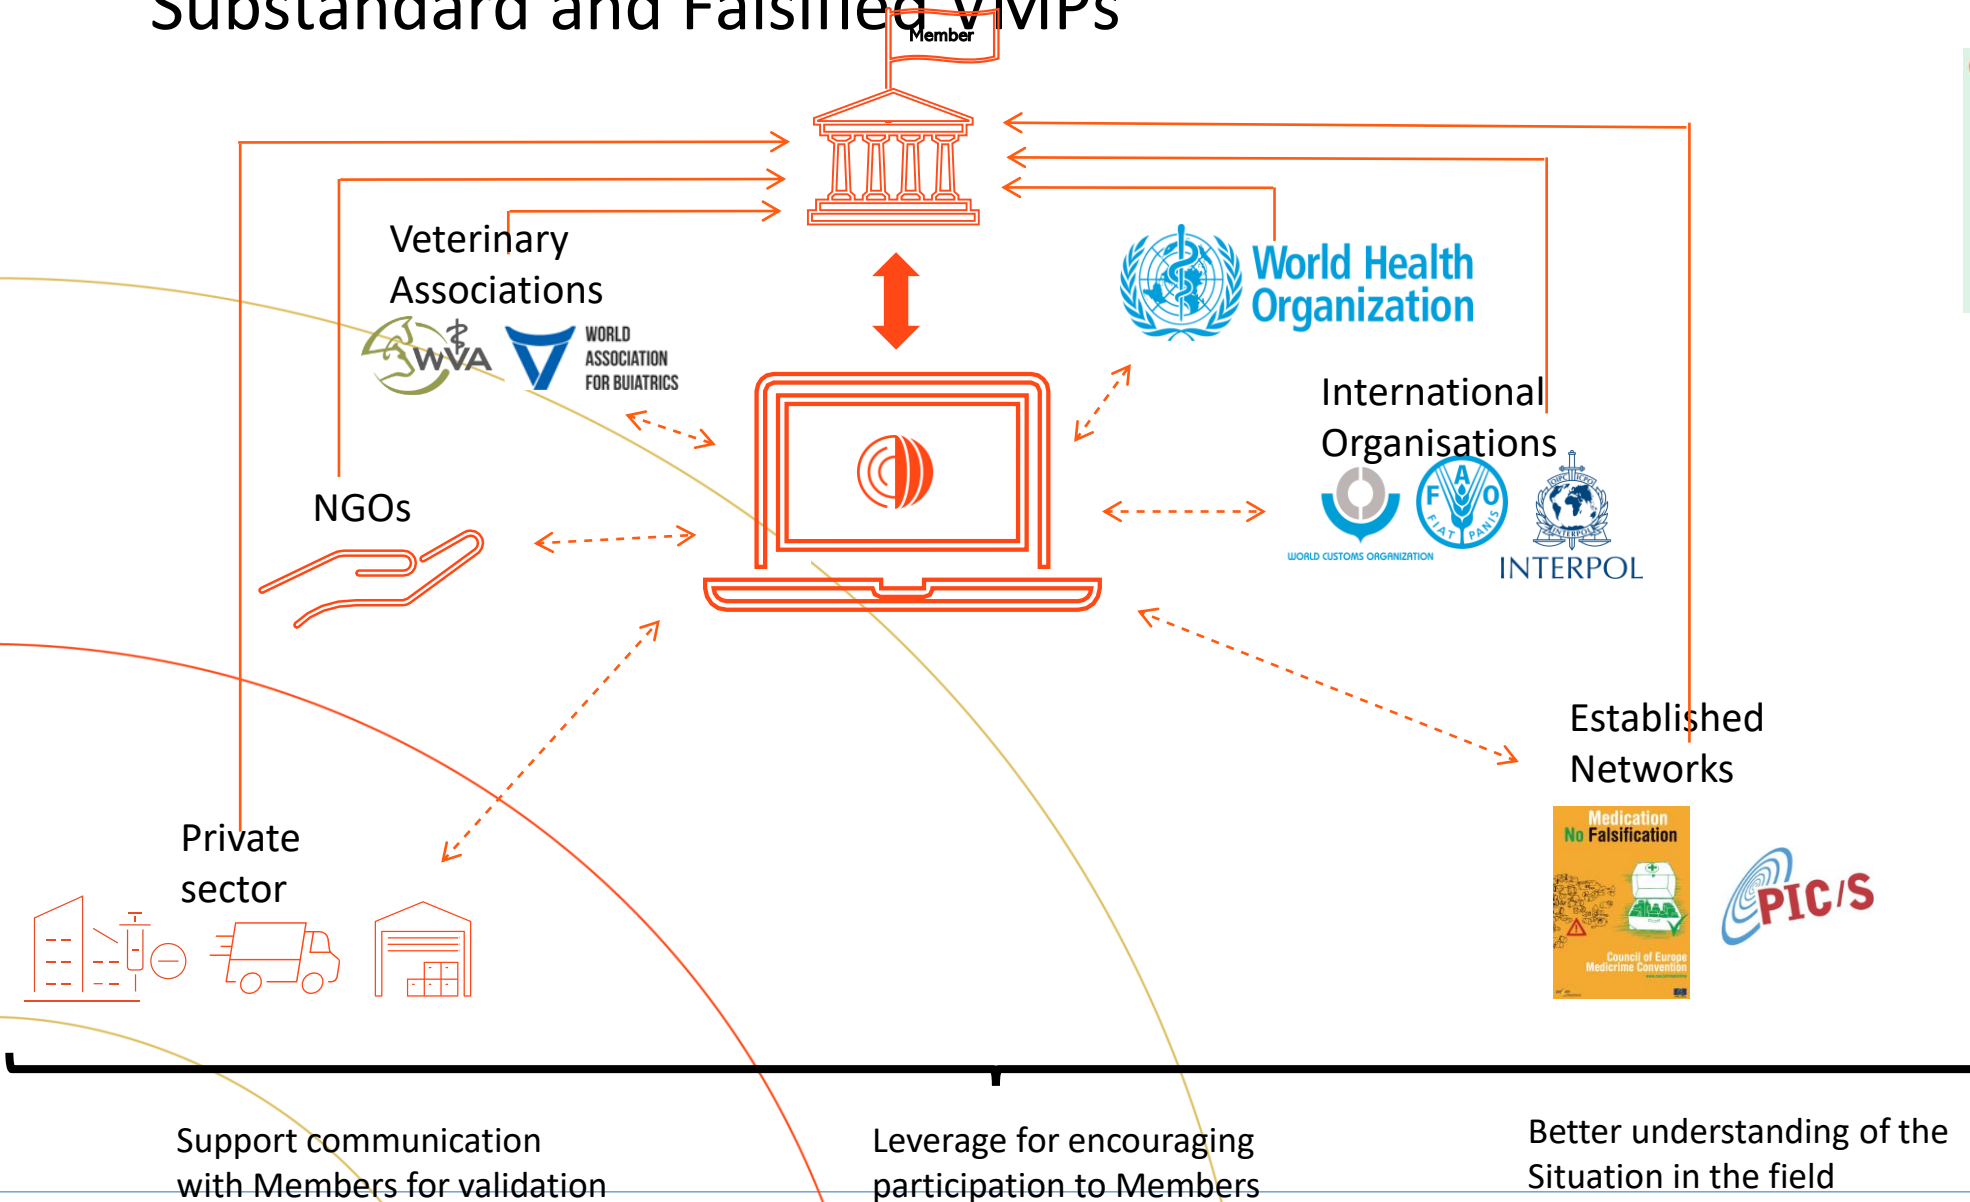 Substandard and Falsified VMPs
Member
Veterinary
Associations
WVA
WORLD
ASSOCIATION
FOR BUIATRICS
World Health
Organization
International
Organisations
WORLD CUSTOMS ORGANIZATION
F A O
FIAT PANIS
OIPC ICPO
INTERPOL
INTERPOL
NGOs
Established
Networks
Medication
No Falsification
Council of Europe
Medicrime Convention
PIC/S
Private
sector
Support communication
with Members for validation
Leverage for encouraging
participation to Members
Better understanding of the
Situation in the field